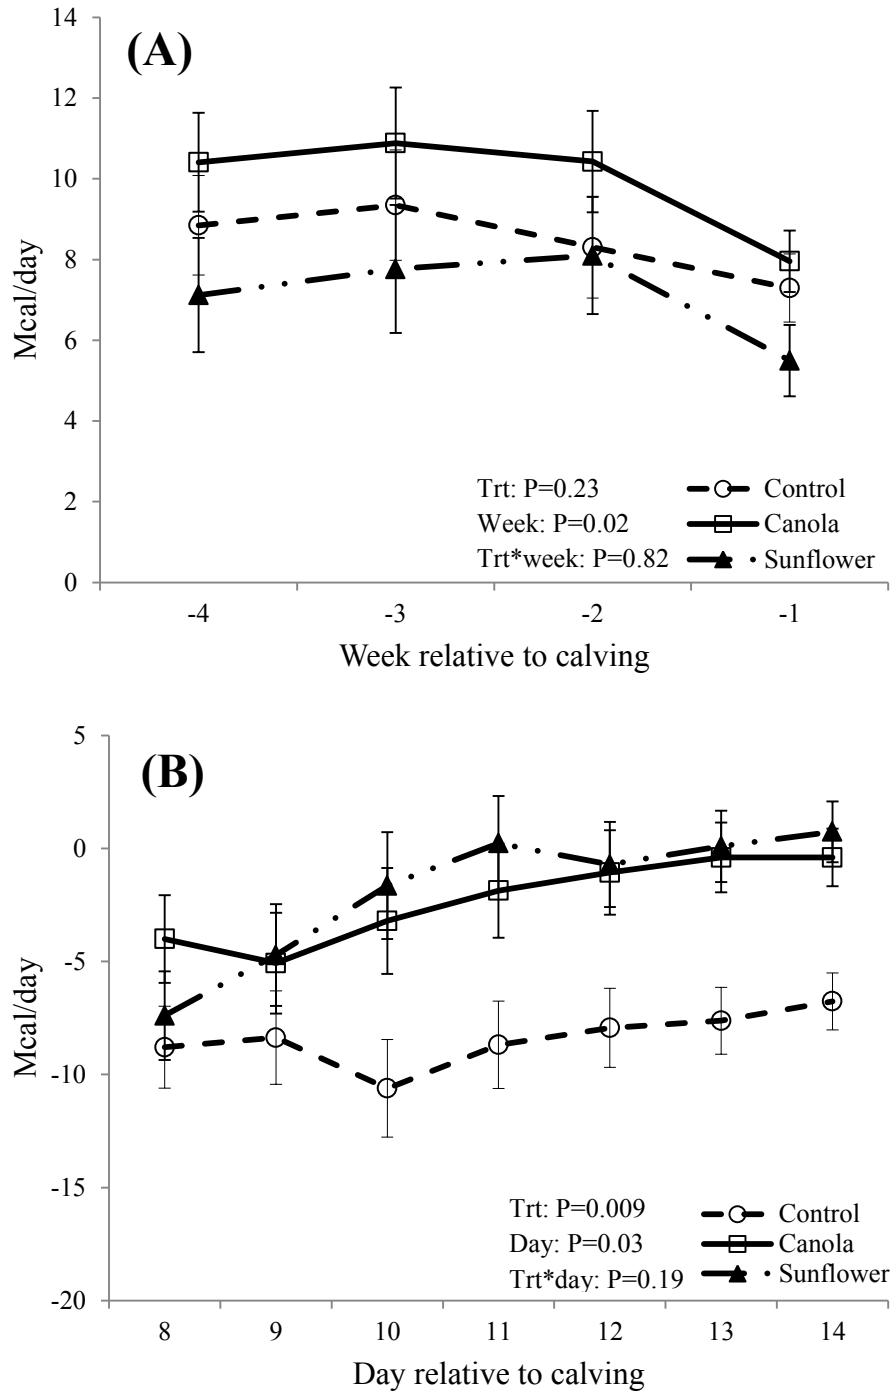 14
(A)
12
10
8
6
4
2
0
Mcal/day
Trt: P=0.23
Control
Week: P=0.02
Canola
Trt*week: P=0.82
Sunflower
-4 -3 -2 -1
Week relative to calving
5
(B)
0
-5
-10
-15
-20
Mcal/day
Trt: P=0.009
Control
Day: P=0.03
Canola
Trt*day: P=0.19
Sunflower
8 9 10 11 12 13 14
Day relative to calving